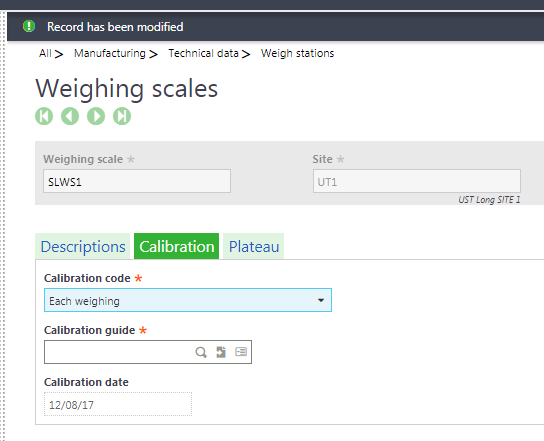 Record has been modified
All > Manufacturing > Technical data > Weigh stations
Weighing scales
Weighing scale * Site *
SLWS1 UT1
UST Long SITE 1
Descriptions Calibration Plateau
Calibration code *
Each weighing
Calibration guide *
Calibration date
12/08/17